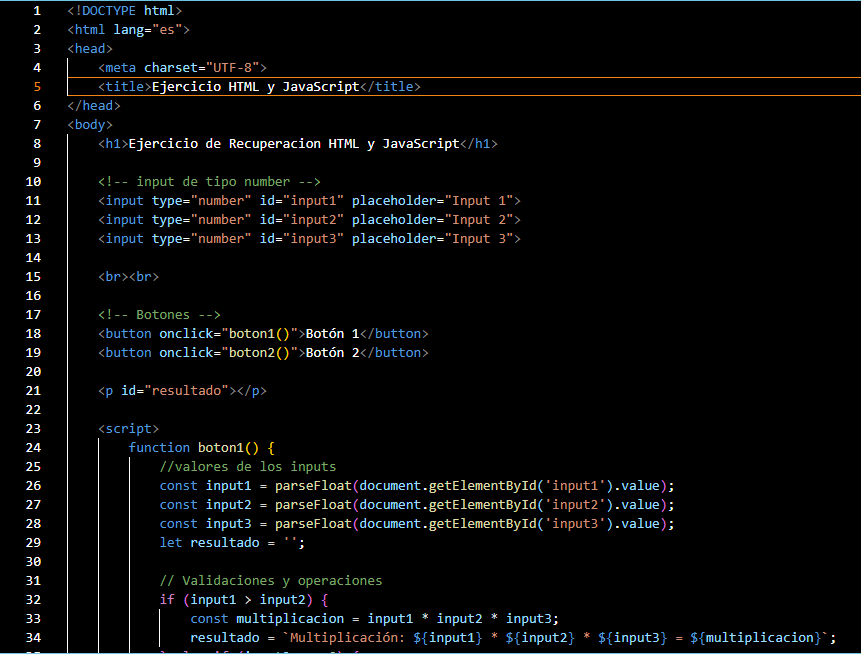 1 <!DOCTYPE html>
2 <html lang="es">
3 <head>
4 <meta charset="UTF-8">
5 <title>Ejercicio HTML y JavaScript</title>
6 </head>
7 <body>
8 <h1>Ejercicio de Recuperacion HTML y JavaScript</h1>
9
10 <!-- input de tipo number -->
11 <input type="number" id="input1" placeholder="Input 1">
12 <input type="number" id="input2" placeholder="Input 2">
13 <input type="number" id="input3" placeholder="Input 3">
14
15 <br><br>
16
17 <!-- Botones -->
18 <button onclick="boton1()">Botón 1</button>
19 <button onclick="boton2()">Botón 2</button>
20
21 <p id="resultado"></p>
22
23 <script>
24 function boton1() {
25 //valores de los inputs
26 const input1 = parseFloat(document.getElementById('input1').value);
27 const input2 = parseFloat(document.getElementById('input2').value);
28 const input3 = parseFloat(document.getElementById('input3').value);
29 let resultado = '';
30
31 // Validaciones y operaciones
32 if (input1 > input2) {
33 const multiplicacion = input1 * input2 * input3;
34 resultado = `Multiplicación: ${input1} * ${input2} * ${input3} = ${multiplicacion}`;